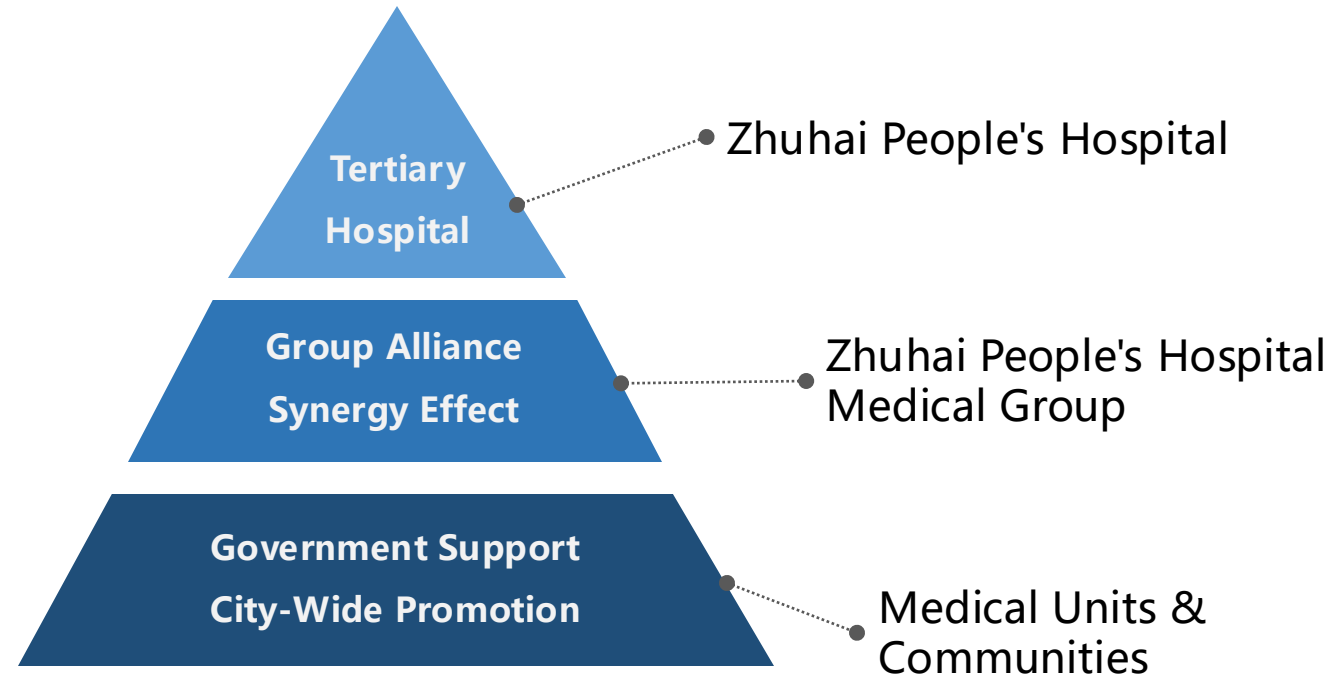 Tertiary
Hospital
Zhuhai People's Hospital
Group Alliance
Synergy Effect
Zhuhai People's Hospital
Medical Group
Government Support
City-Wide Promotion
Medical Units &
Communities